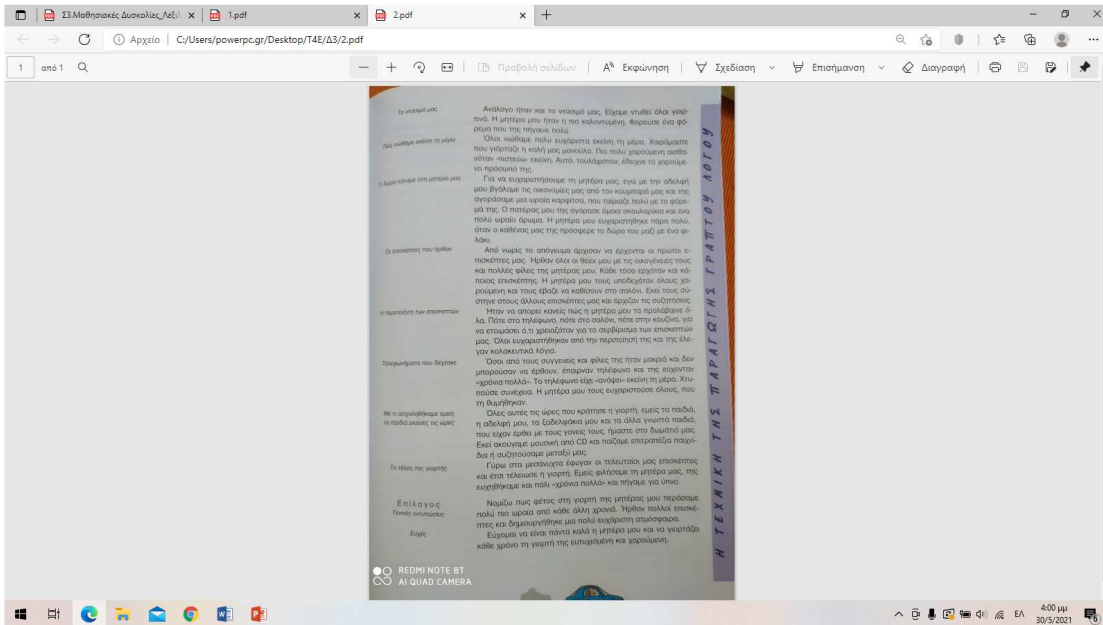 Σ3.Μαθησιακές Δυσκολίες_Λεξι
1.pdf
2.pdf
Αρχείο
C:/Users/powerpc.gr/Desktop/T4E/Δ3/2.pdf
1
από 1
Προβολή σελίδων
Εκφώνηση
Σχεδίαση
Επισήμανση
Διαγραφή
Το ντύσιμό μας
Ανάλογο ήταν και το ντύσιμό μας. Είχαμε ντυθεί όλοι γιορ-
τινά. Η μητέρα μου ήταν η πιο καλοντυμένη. Φορούσε ένα φό-
ρεμα που της πήγαινε πολύ.
Πώς νιώθαμε εκείνη τη μέρα
Όλοι νιώθαμε πολύ ευχάριστα εκείνη τη μέρα. Χαιρόμαστε
που γιόρταζε η καλή μας μανούλα. Πιο πολύ χαρούμενη αισθα-
νόταν -πιστεύω- εκείνη. Αυτό, τουλάχιστον, έδειχνε το χαρούμε-
νο πρόσωπό της.
Τι δώρα κάναμε στη μητέρα μας
Για να ευχαριστήσουμε τη μητέρα μας, εγώ με την αδελφή
μου βγάλαμε τις οικονομίες μας από τον κουμπαρά μας και της
αγοράσαμε μια ωραία καρφίτσα, που ταίριαζε πολύ με το φόρε-
μά της. Ο πατέρας μου της αγόρασε όμοια σκουλαρίκια και ένα
πολύ ωραίο άρωμα. Η μητέρα μου ευχαριστήθηκε πάρα πολύ,
όταν ο καθένας μας της πρόσφερε το δώρο του μαζί με ένα φι-
λάκι.
Οι επισκέπτες που ήρθαν
Από νωρίς το απόγευμα άρχισαν να έρχονται οι πρώτοι ε-
πισκέπτες μας. Ήρθαν όλοι οι θείοι μου με τις οικογένειές τους
και πολλές φίλες της μητέρας μου. Κάθε τόσο ερχόταν και κά-
ποιος επισκέπτης. Η μητέρα μου τους υποδεχόταν όλους χα-
ρούμενη και τους έβαζε να καθίσουν στο σαλόνι. Εκεί τους σύ-
στηνε στους άλλους επισκέπτες μας και άρχιζαν τις συζητήσεις.
Η περιποίηση των επισκεπτών
Ήταν να απορεί κανείς πώς η μητέρα μου τα προλάβαινε ό-
λα. Πότε στο τηλέφωνο, πότε στο σαλόνι, πότε στην κουζίνα, για
να ετοιμάσει ό,τι χρειαζόταν για το σερβίρισμα των επισκεπτών
μας. Όλοι ευχαριστήθηκαν από την περιποίησή της και της έλε-
γαν κολακευτικά λόγια.
Τηλεφωνήματα που δέχτηκε
Όσοι από τους συγγενείς και φίλες της ήταν μακριά και δεν
μπορούσαν να έρθουν, έπαιρναν τηλέφωνο και της εύχονταν
«χρόνια πολλά». Το τηλέφωνο είχε «ανάψει» εκείνη τη μέρα. Χτυ-
πούσε συνέχεια. Η μητέρα μου τους ευχαριστούσε όλους, που
τη θυμήθηκαν.
Με τι ασχοληθήκαμε εμείς
τα παιδιά εκείνες τις ώρες
Όλες αυτές τις ώρες που κράτησε η γιορτή, εμείς τα παιδιά,
η αδελφή μου, τα ξαδελφάκια μου και τα άλλα γνωστά παιδιά,
που είχαν έρθει με τους γονείς τους, ήμαστε στο δωμάτιό μας.
Εκεί ακούγαμε μουσική από CD και παίζαμε επιτραπέζια παιχνί-
δια ή συζητούσαμε μεταξύ μας.
Το τέλος της γιορτής
Γύρω στα μεσάνυχτα έφυγαν οι τελευταίοι μας επισκέπτες
και έτσι τέλειωσε η γιορτή. Εμείς φιλήσαμε τη μητέρα μας, της
ευχηθήκαμε και πάλι «χρόνια πολλά» και πήγαμε για ύπνο.
Επίλογος
Γενικές εντυπώσεις
Νομίζω πως φέτος στη γιορτή της μητέρας μου περάσαμε
πολύ πιο ωραία από κάθε άλλη χρονιά. Ήρθαν πολλοί επισκέ-
πτες και δημιουργήθηκε μια πολύ ευχάριστη ατμόσφαιρα.
Ευχές
Εύχομαι να είναι πάντα καλά η μητέρα μου και να γιορτάζει
κάθε χρόνο τη γιορτή της ευτυχισμένη και χαρούμενη.
Η ΤΕΧΝΙΚΗ ΤΗΣ ΠΑΡΑΓΩΓΗΣ ΓΡΑΠΤΟΥ ΛΟΓΟΥ
REDMI NOTE 8T
AI QUAD CAMERA
ΕΛ
4:00 μμ
30/5/2021
6